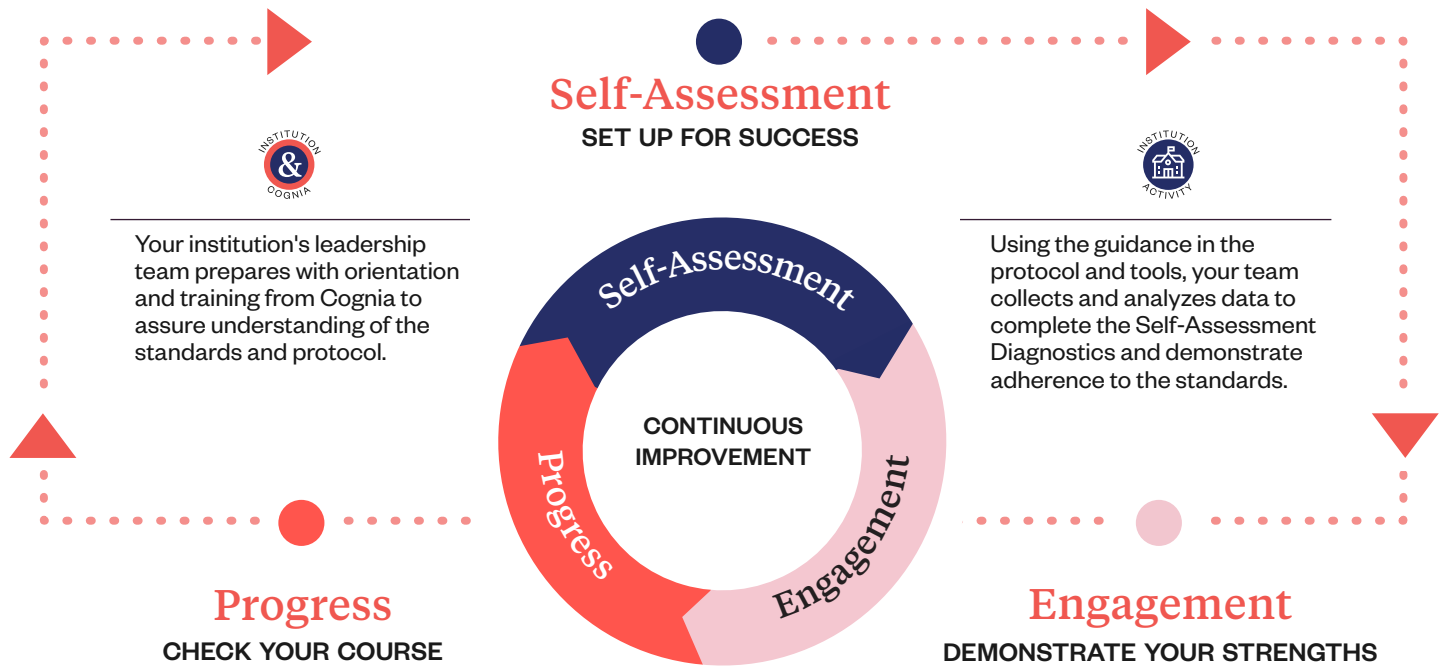 Self-Assessment
SET UP FOR SUCCESS
INSTITUTION
&
COGNIA
Your institution's leadership
team prepares with orientation
and training from Cognia to
assure understanding of the
standards and protocol.
INSTITUTION
ACTIVITY
Using the guidance in the
protocol and tools, your team
collects and analyzes data to
complete the Self-Assessment
Diagnostics and demonstrate
adherence to the standards.
Self-Assessment
CONTINUOUS
IMPROVEMENT
Progress
Engagement
Progress
CHECK YOUR COURSE
Engagement
DEMONSTRATE YOUR STRENGTHS